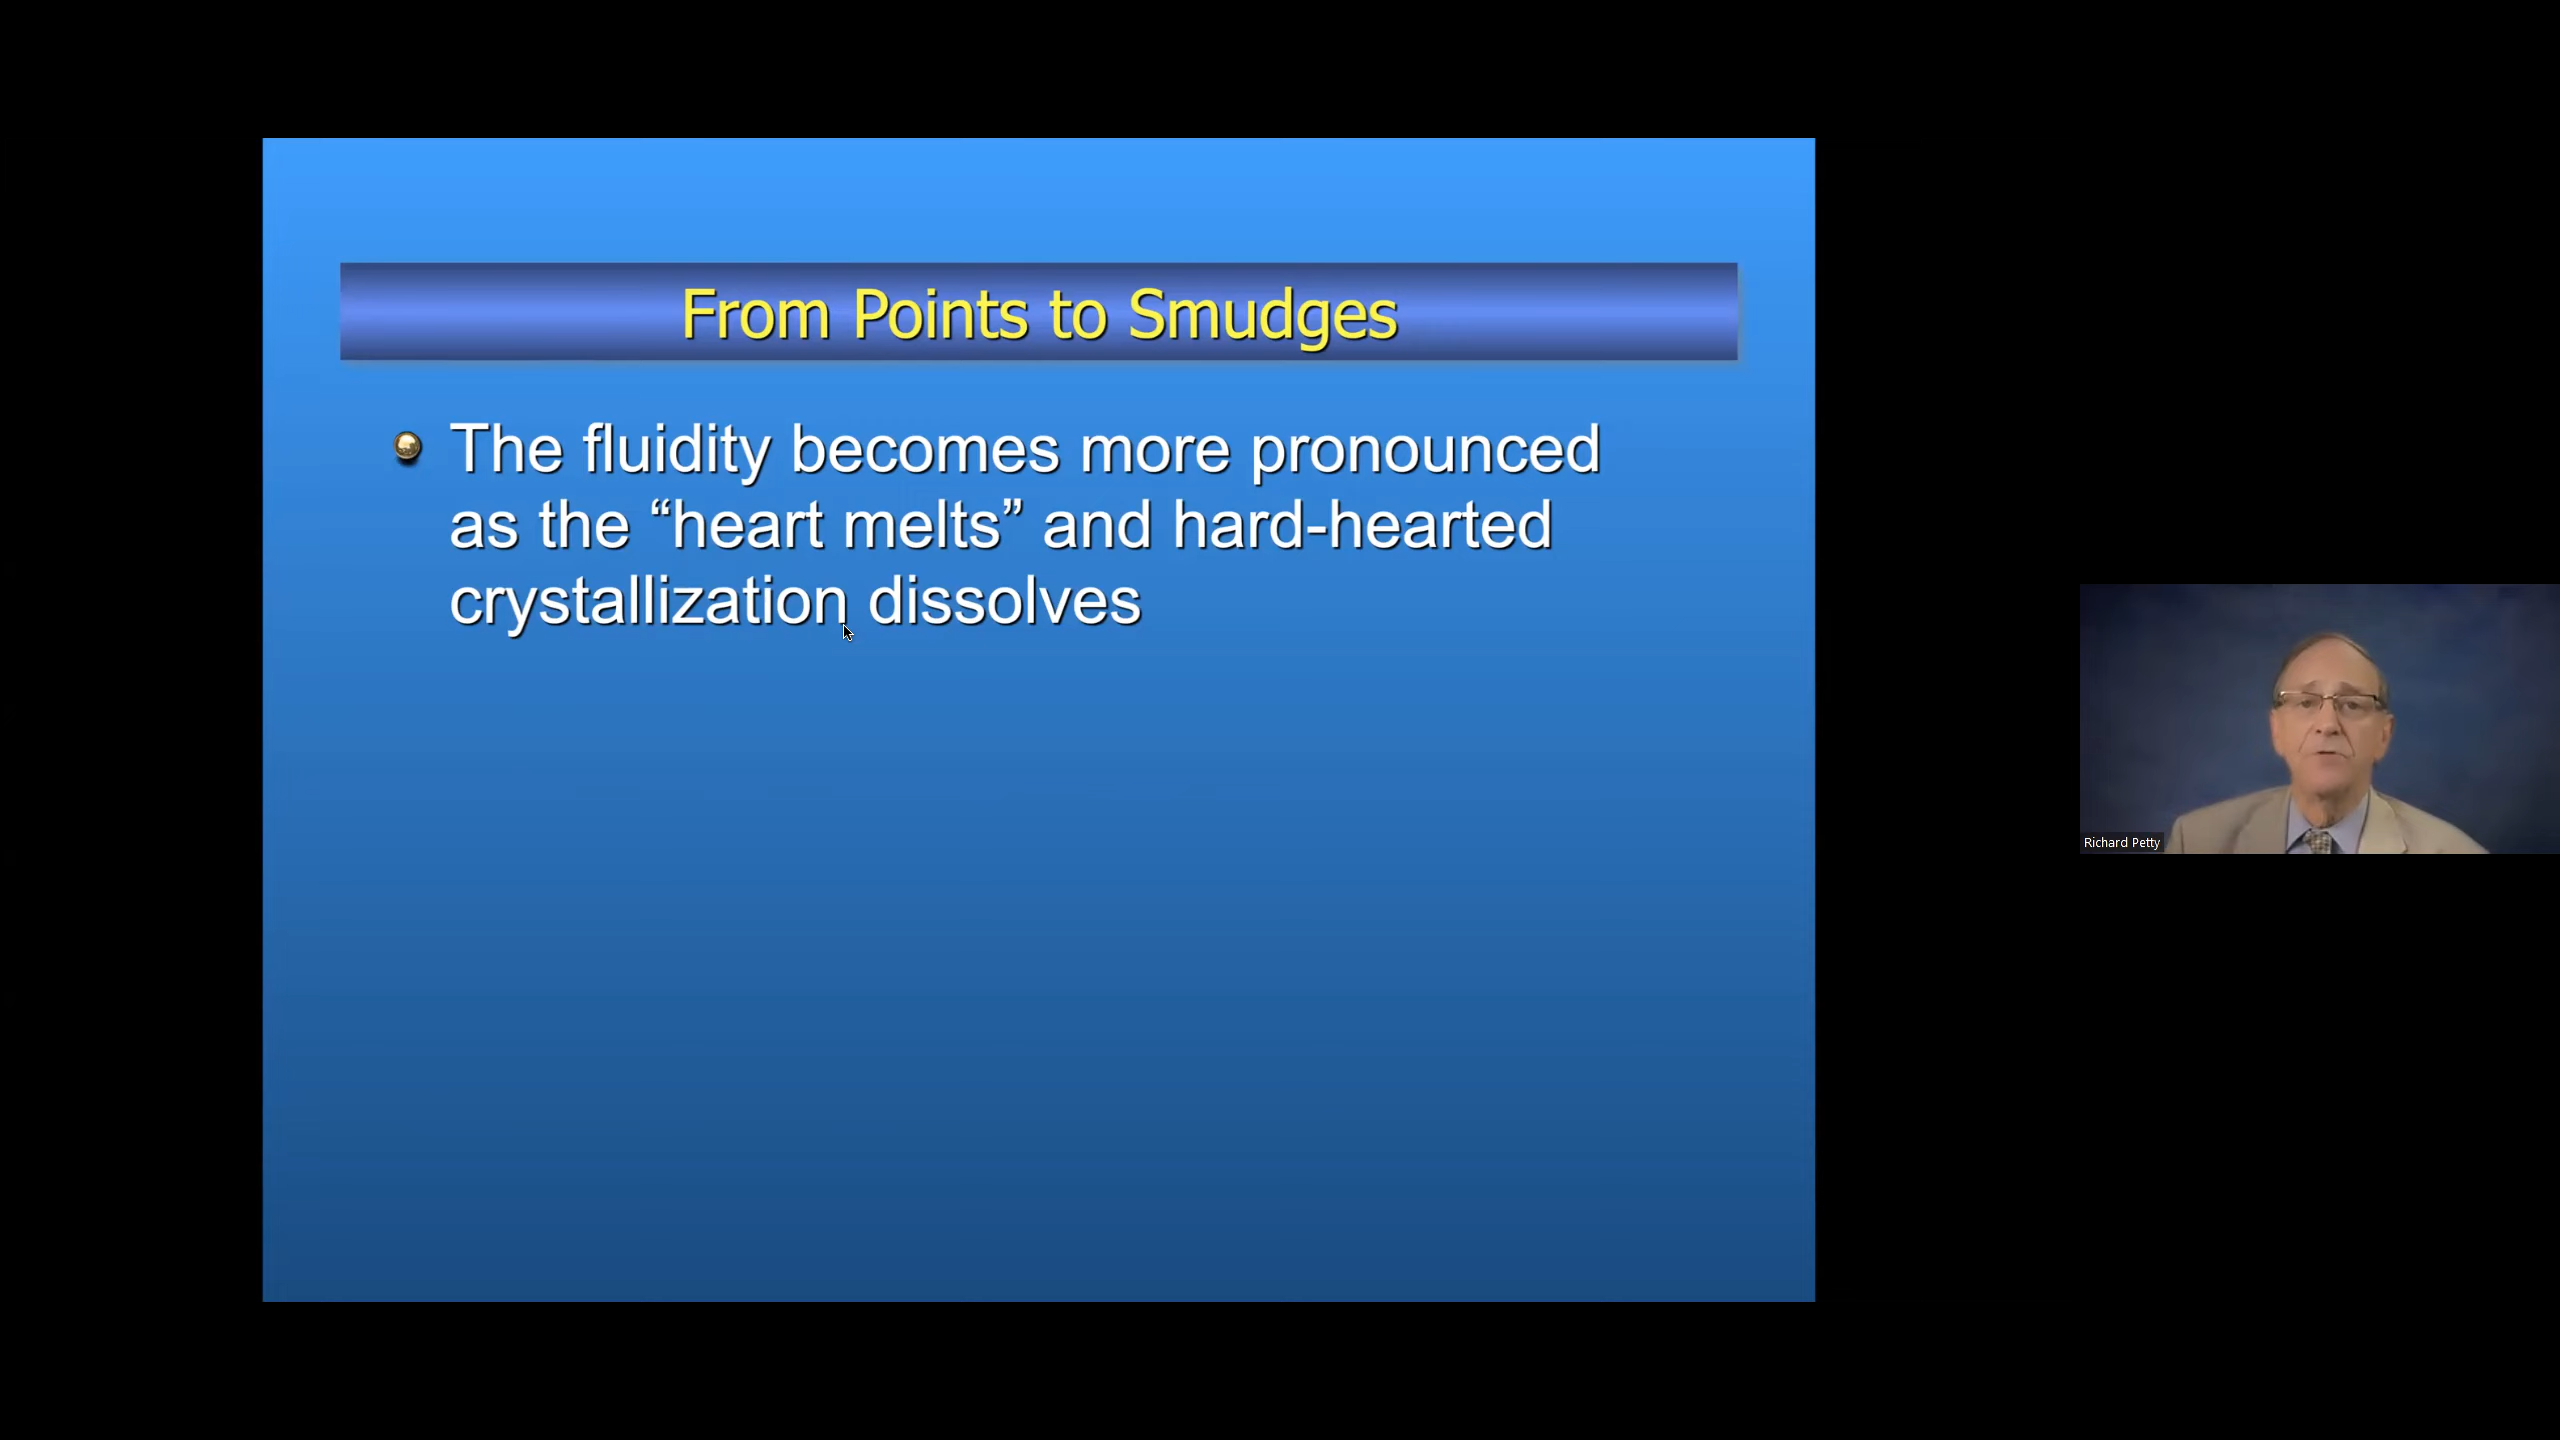 From Points to Smudges
The fluidity becomes more pronounced
as the “heart melts” and hard-hearted
crystallization dissolves
Richard Petty